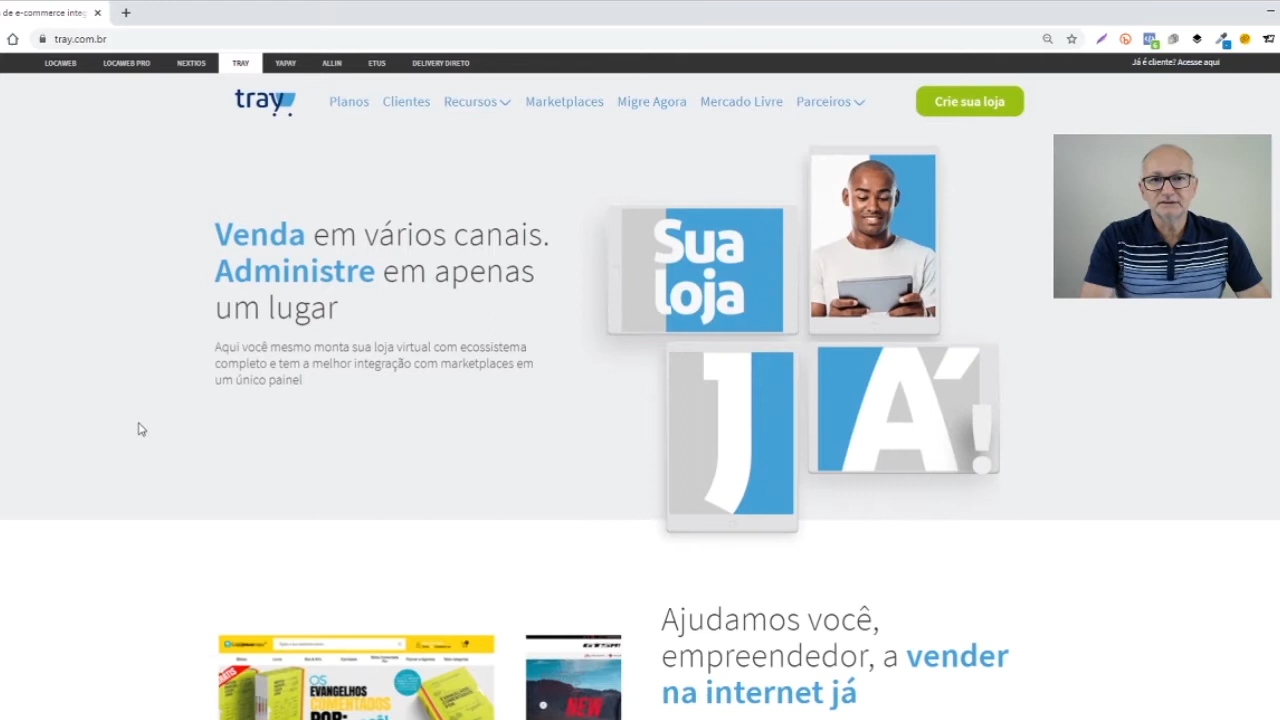 de e-commerce integ
tray.com.br
LOCAWEB LOCAWEB PRO NEXTIOS TRAY YAPAY ALLIN ETUS DELIVERY DIRETO Já é cliente? Acesse aqui
tray Planos Clientes Recursos Marketplaces Migre Agora Mercado Livre Parceiros Crie sua loja
Venda em vários canais.
Administre em apenas
um lugar
Aqui você mesmo monta sua loja virtual com ecossistema
completo e tem a melhor integração com marketplaces em
um único painel
Sua
loja
JÁ!
Ajudamos você,
empreendedor, a vender
na internet já
GRÁTIS
OS
EVANGELHOS
COMENTADOS
POR:
NEW